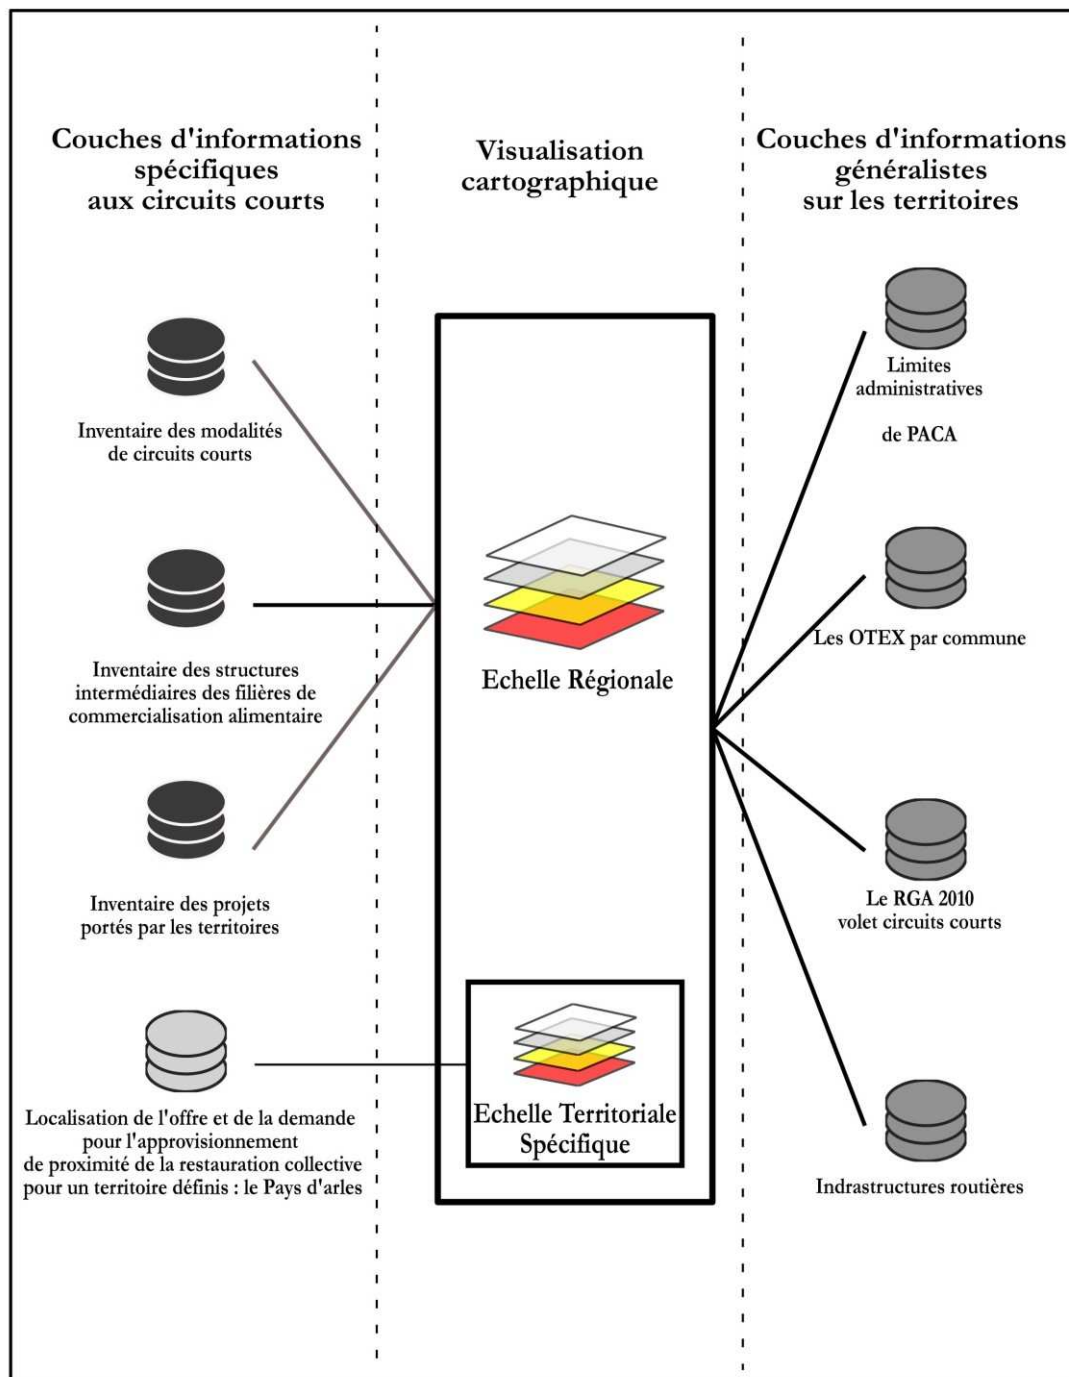 Couches d'informations
spécifiques
aux circuits courts
Inventaire des modalités
de circuits courts
Inventaire des structures
intermédiaires des filières de
commercialisation alimentaire
Inventaire des projets
portés par les territoires
Localisation de l'offre et de la demande
pour l'approvisionnement
de proximité de la restauration collective
pour un territoire définis : le Pays d'arles
Visualisation
cartographique
Echelle Régionale
Echelle Territoriale
Spécifique
Couches d'informations
généralistes
sur les territoires
Limites
administratives
de PACA
Les OTEX par commune
Le RGA 2010
volet circuits courts
Indrastructures routières